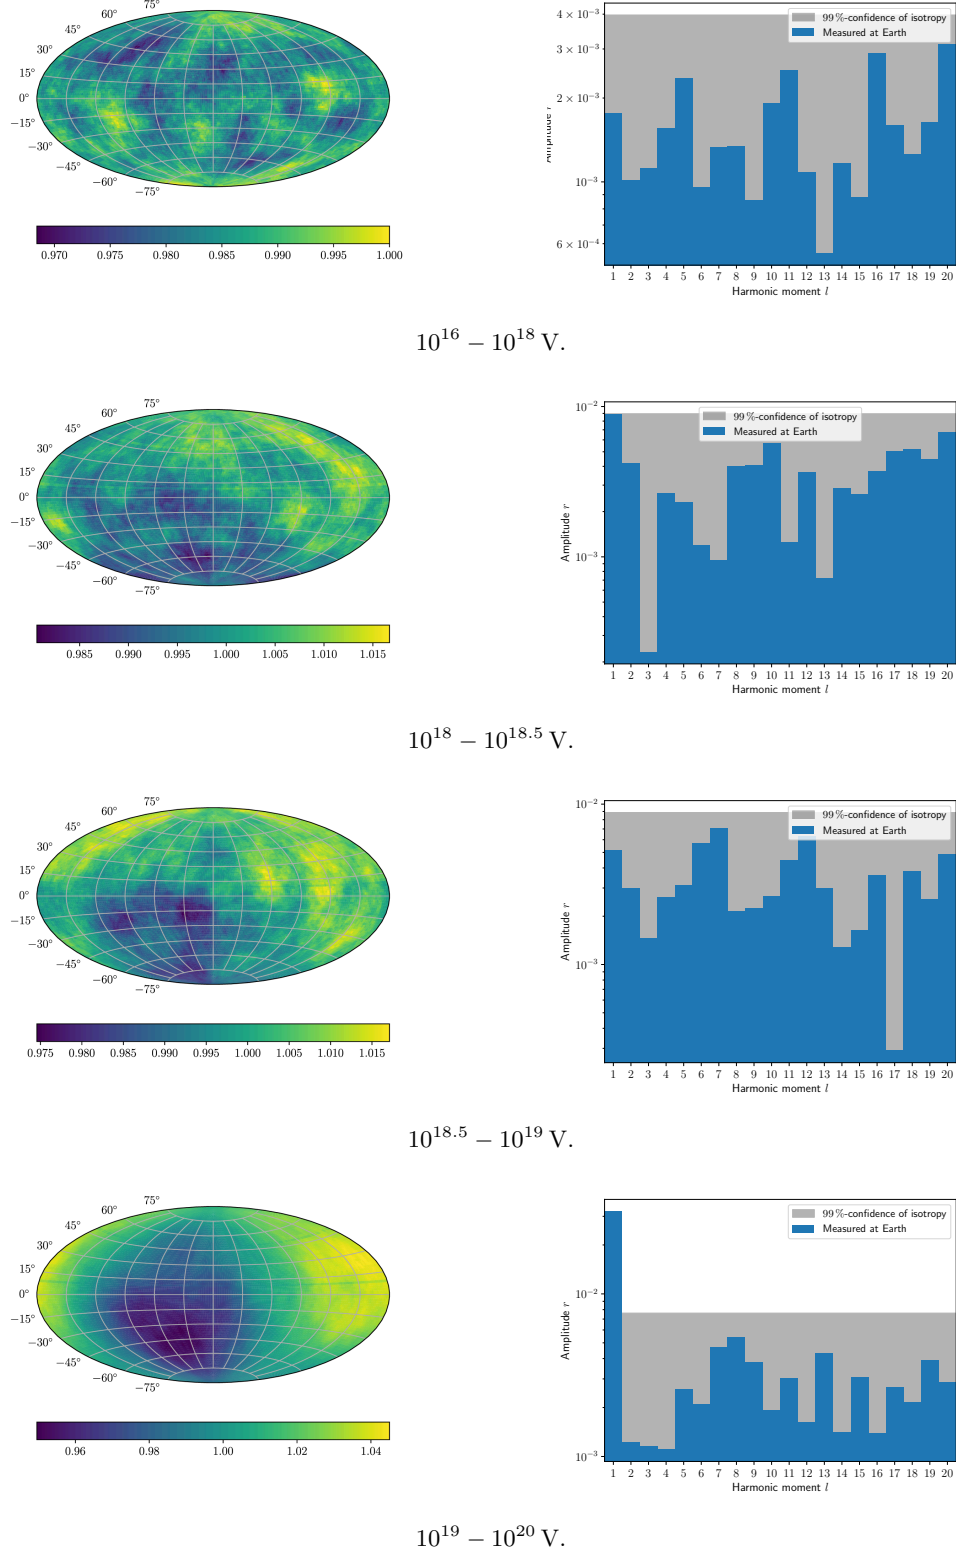 75°
60°
45°
30°
15°
0°
−15°
−30°
−45°
−60°
−75°
0.970 0.975 0.980 0.985 0.990 0.995 1.000
4 × 10⁻³
3 × 10⁻³
2 × 10⁻³
10⁻³
6 × 10⁻⁴
Amplitude r
99%-confidence of isotropy
Measured at Earth
1 2 3 4 5 6 7 8 9 10 11 12 13 14 15 16 17 18 19 20
Harmonic moment l
10¹⁶ − 10¹⁸ V.
75°
60°
45°
30°
15°
0°
−15°
−30°
−45°
−60°
−75°
0.985 0.990 0.995 1.000 1.005 1.010 1.015
10⁻²
10⁻³
Amplitude r
99%-confidence of isotropy
Measured at Earth
1 2 3 4 5 6 7 8 9 10 11 12 13 14 15 16 17 18 19 20
Harmonic moment l
10¹⁸ − 10¹⁸·⁵ V.
75°
60°
45°
30°
15°
0°
−15°
−30°
−45°
−60°
−75°
0.975 0.980 0.985 0.990 0.995 1.000 1.005 1.010 1.015
10⁻²
10⁻³
Amplitude r
99%-confidence of isotropy
Measured at Earth
1 2 3 4 5 6 7 8 9 10 11 12 13 14 15 16 17 18 19 20
Harmonic moment l
10¹⁸·⁵ − 10¹⁹ V.
75°
60°
45°
30°
15°
0°
−15°
−30°
−45°
−60°
−75°
0.96 0.98 1.00 1.02 1.04
10⁻²
10⁻³
Amplitude r
99%-confidence of isotropy
Measured at Earth
1 2 3 4 5 6 7 8 9 10 11 12 13 14 15 16 17 18 19 20
Harmonic moment l
10¹⁹ − 10²⁰ V.